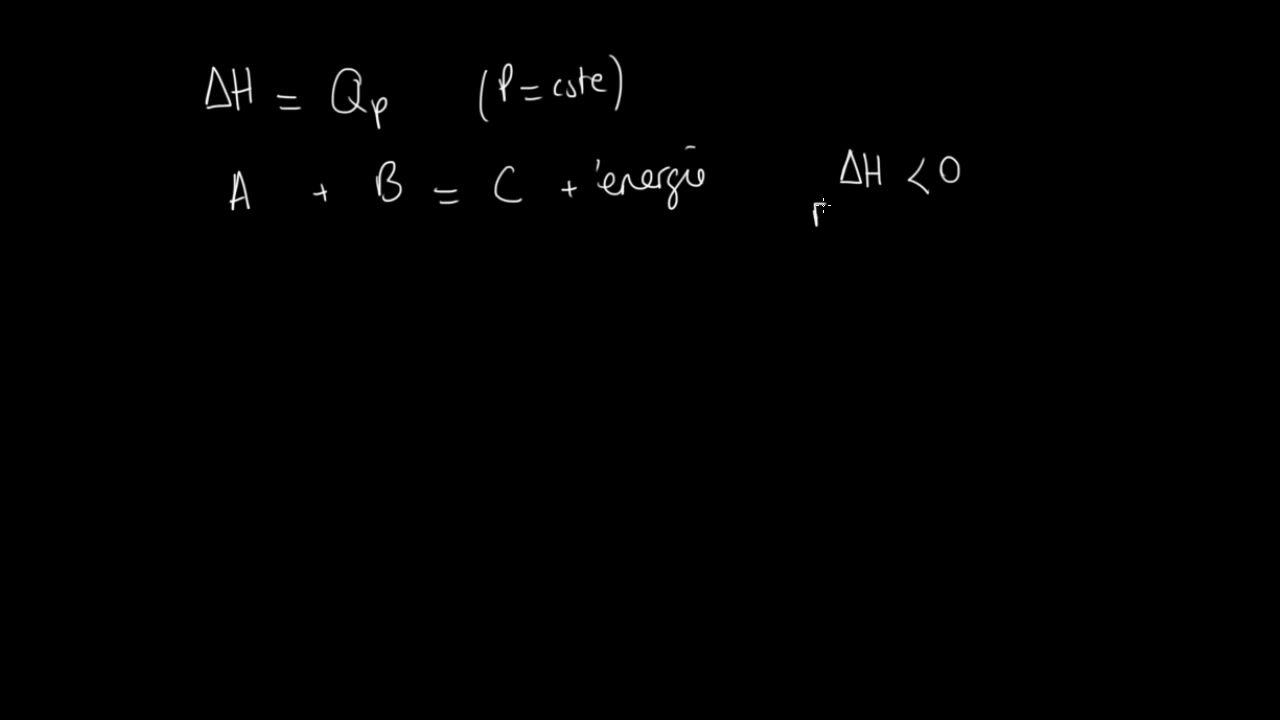 ΔH = Qp (P = cste)
A + B = C + énergie ΔH < 0
r